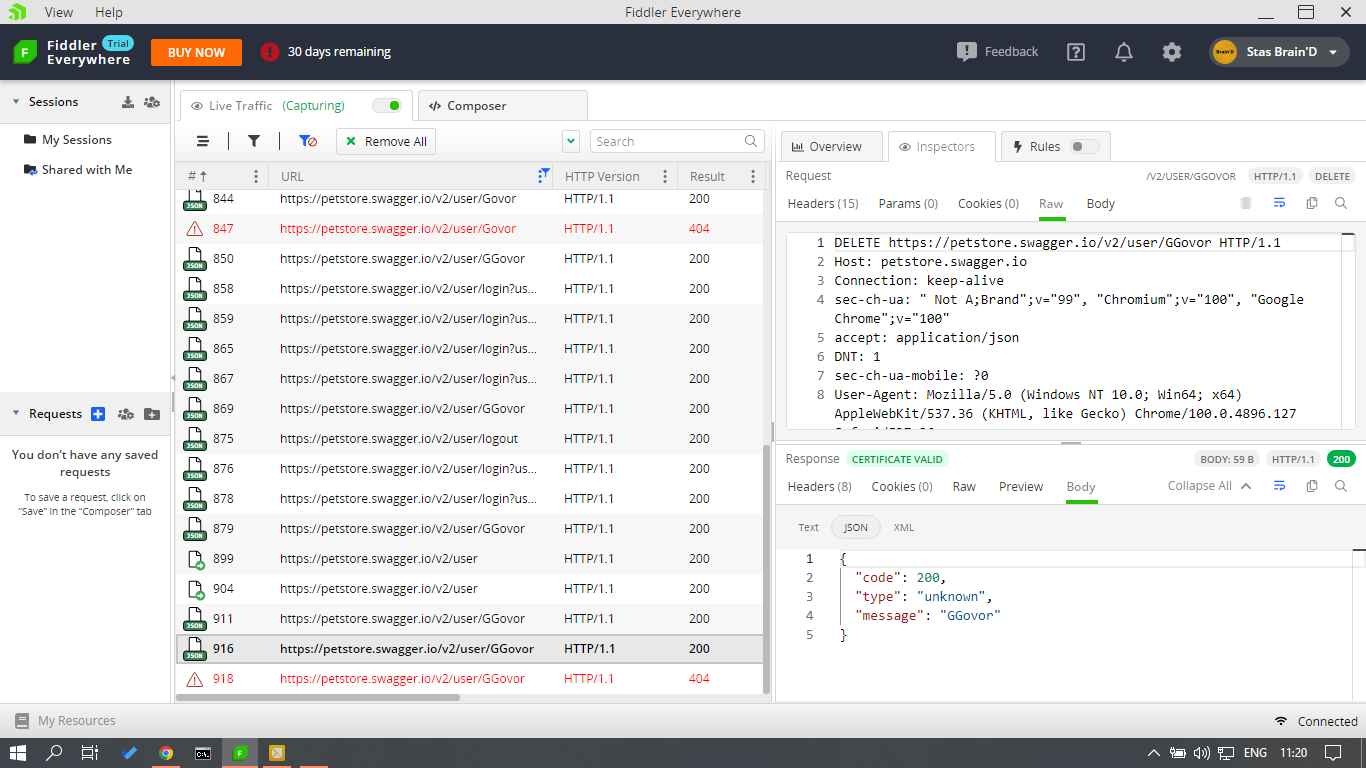 View Help Fiddler Everywhere
Fiddler Trial
Everywhere
BUY NOW
30 days remaining
Feedback
Stas Brain'D
Sessions
My Sessions
Shared with Me
Requests
You don't have any saved
requests
To save a request, click on
“Save” in the “Composer” tab
Live Traffic (Capturing)
Composer
Remove All
Search
# URL HTTP Version Result
844 https://petstore.swagger.io/v2/user/Govor HTTP/1.1 200
847 https://petstore.swagger.io/v2/user/Govor HTTP/1.1 404
850 https://petstore.swagger.io/v2/user/GGovor HTTP/1.1 200
858 https://petstore.swagger.io/v2/user/login?us... HTTP/1.1 200
859 https://petstore.swagger.io/v2/user/login?us... HTTP/1.1 200
865 https://petstore.swagger.io/v2/user/login?us... HTTP/1.1 200
867 https://petstore.swagger.io/v2/user/login?us... HTTP/1.1 200
869 https://petstore.swagger.io/v2/user/GGovor HTTP/1.1 200
875 https://petstore.swagger.io/v2/user/logout HTTP/1.1 200
876 https://petstore.swagger.io/v2/user/login?us... HTTP/1.1 200
878 https://petstore.swagger.io/v2/user/login?us... HTTP/1.1 200
879 https://petstore.swagger.io/v2/user/GGovor HTTP/1.1 200
899 https://petstore.swagger.io/v2/user HTTP/1.1 200
904 https://petstore.swagger.io/v2/user HTTP/1.1 200
911 https://petstore.swagger.io/v2/user/GGovor HTTP/1.1 200
916 https://petstore.swagger.io/v2/user/GGovor HTTP/1.1 200
918 https://petstore.swagger.io/v2/user/GGovor HTTP/1.1 404
Overview Inspectors Rules
Request /V2/USER/GGOVOR HTTP/1.1 DELETE
Headers (15) Params (0) Cookies (0) Raw Body
1 DELETE https://petstore.swagger.io/v2/user/GGovor HTTP/1.1
2 Host: petstore.swagger.io
3 Connection: keep-alive
4 sec-ch-ua: " Not A;Brand";v="99", "Chromium";v="100", "Google
Chrome";v="100"
5 accept: application/json
6 DNT: 1
7 sec-ch-ua-mobile: ?0
8 User-Agent: Mozilla/5.0 (Windows NT 10.0; Win64; x64)
AppleWebKit/537.36 (KHTML, like Gecko) Chrome/100.0.4896.127
Response CERTIFICATE VALID BODY: 59 B HTTP/1.1 200
Headers (8) Cookies (0) Raw Preview Body Collapse All
Text JSON XML
1 {
2 "code": 200,
3 "type": "unknown",
4 "message": "GGovor"
5 }
My Resources
Connected
ENG 11:20